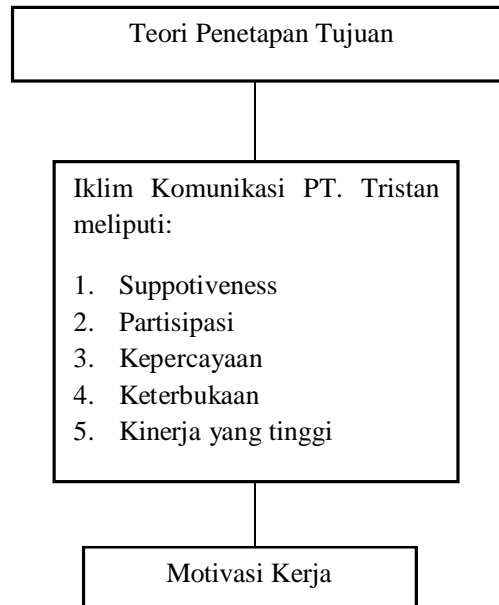 Teori Penetapan Tujuan
Iklim Komunikasi PT. Tristan
meliputi:
1. Suppotiveness
2. Partisipasi
3. Kepercayaan
4. Keterbukaan
5. Kinerja yang tinggi
Motivasi Kerja